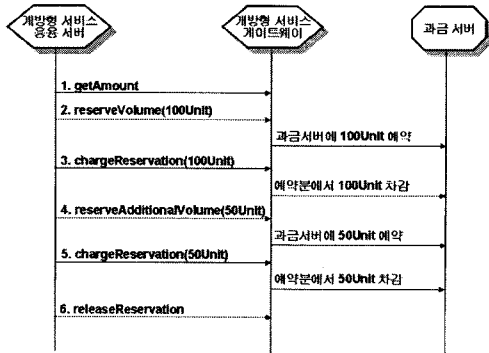 개방형 서비스
응용 서버
개방형 서비스
게이트웨이
과금 서버
1. getAmount
2. reserveVolume(100Unit)
과금서버에 100Unit 예약
3. chargeReservation(100Unit)
예약분에서 100Unit 차감
4. reserveAdditionalVolume(50Unit)
과금서버에 50Unit 예약
5. chargeReservation(50Unit)
예약분에서 50Unit 차감
6. releaseReservation